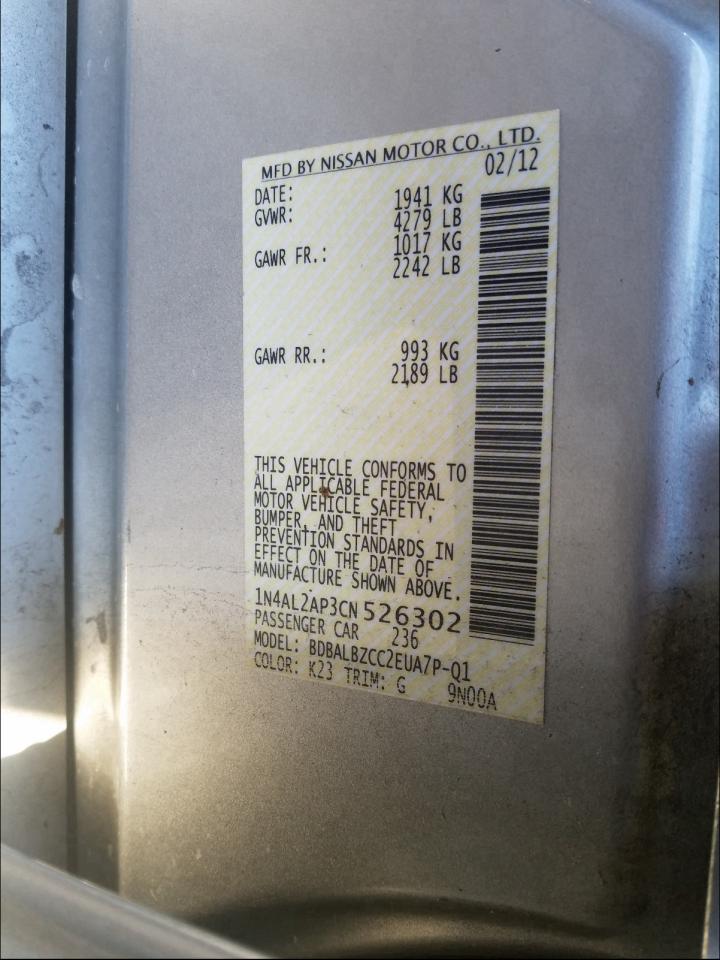 MFD BY NISSAN MOTOR CO., LTD.
DATE: 02/12
GVWR: 1941 KG
4279 LB
GAWR FR.: 1017 KG
2242 LB
GAWR RR.: 993 KG
2189 LB
THIS VEHICLE CONFORMS TO
ALL APPLICABLE FEDERAL
MOTOR VEHICLE SAFETY,
BUMPER, AND THEFT
PREVENTION STANDARDS IN
EFFECT ON THE DATE OF
MANUFACTURE SHOWN ABOVE.
1N4AL2AP3CN526302
PASSENGER CAR 236
MODEL: BDBALBZCC2EUA7P-Q1
COLOR: K23 TRIM: G 9N00A